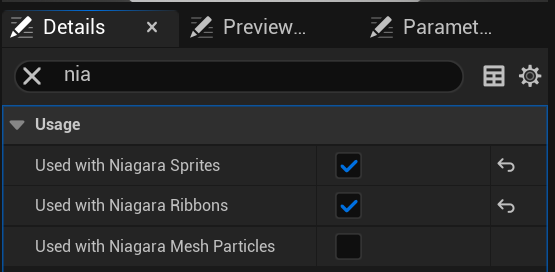 Details
Preview...
Paramet...
nia
Usage
Used with Niagara Sprites
Used with Niagara Ribbons
Used with Niagara Mesh Particles